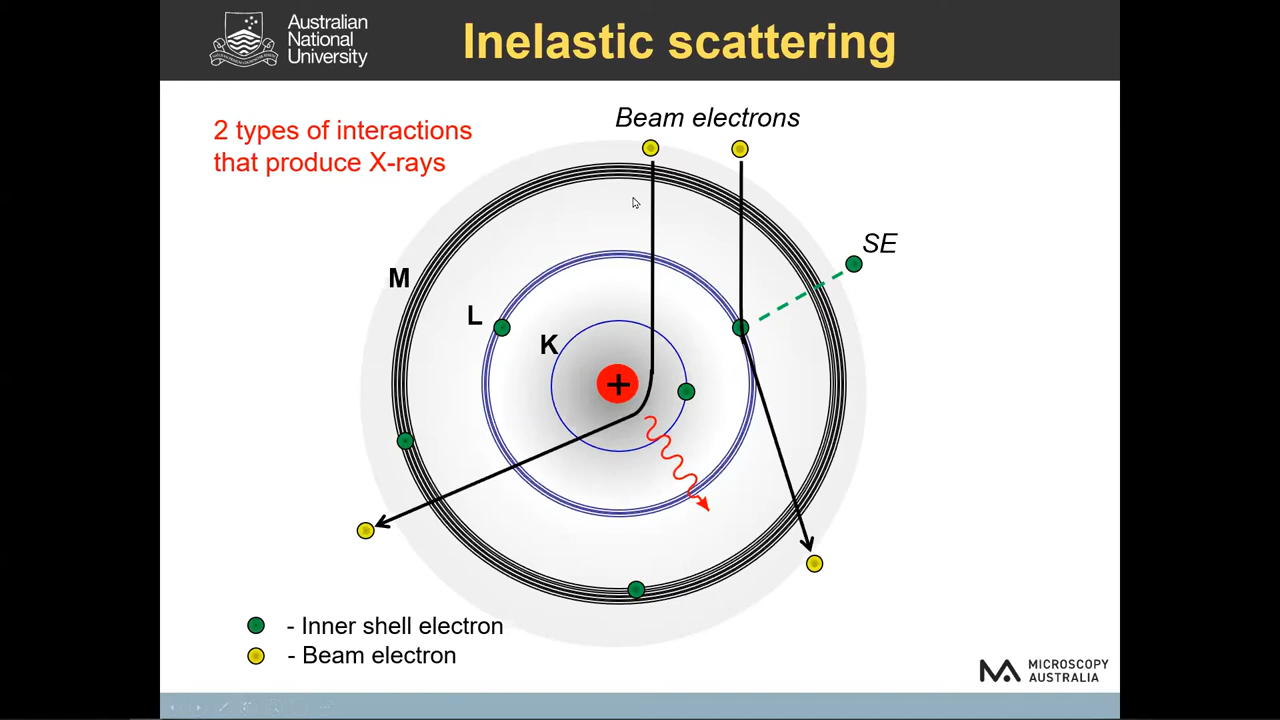 Australian
National
University
Inelastic scattering
2 types of interactions
that produce X-rays
Beam electrons
SE
M
L
K
+
- Inner shell electron
- Beam electron
MICROSCOPY
AUSTRALIA